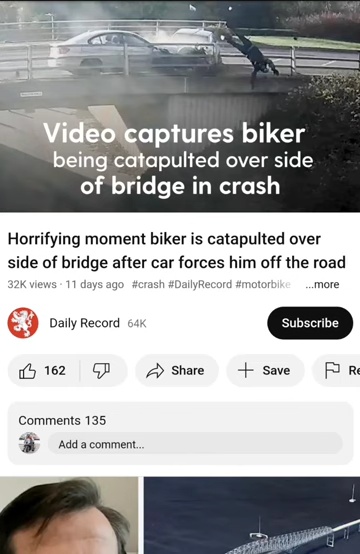 Video captures biker
being catapulted over side
of bridge in crash
Horrifying moment biker is catapulted over
side of bridge after car forces him off the road
32K views · 11 days ago #crash #DailyRecord #motorbike ...more
Daily Record 64K
Subscribe
162
Share
Save
Re
Comments 135
Add a comment...